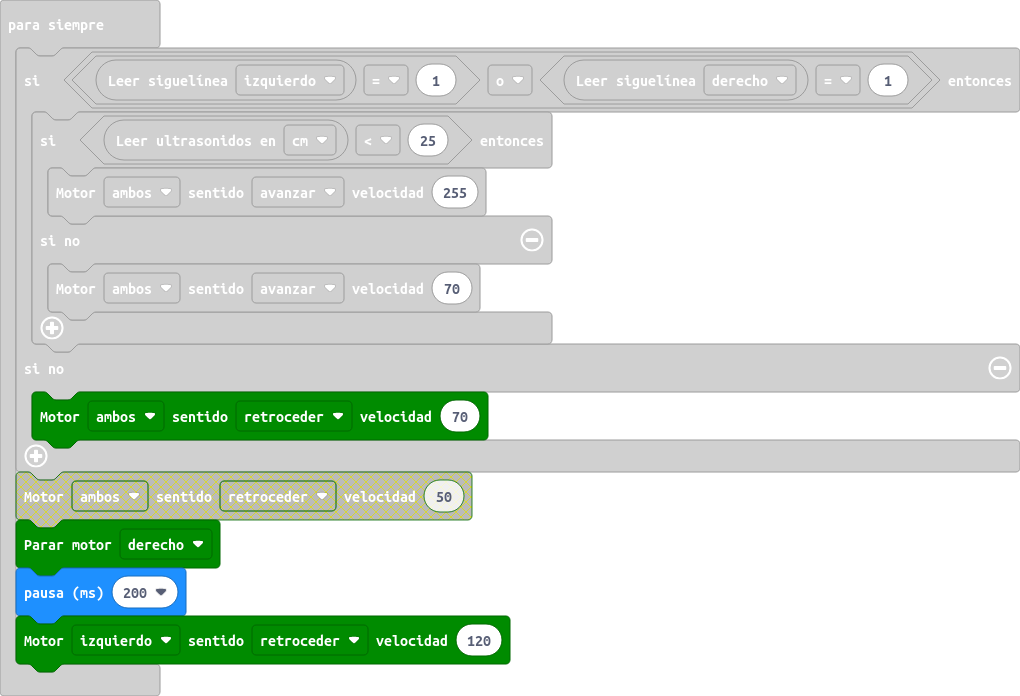 para siempre
si Leer siguelínea izquierdo = 1 o Leer siguelínea derecho = 1 entonces
si Leer ultrasonidos en cm < 25 entonces
Motor ambos sentido avanzar velocidad 255
si no
Motor ambos sentido avanzar velocidad 70
si no
Motor ambos sentido retroceder velocidad 70
Motor ambos sentido retroceder velocidad 50
Parar motor derecho
pausa (ms) 200
Motor izquierdo sentido retroceder velocidad 120